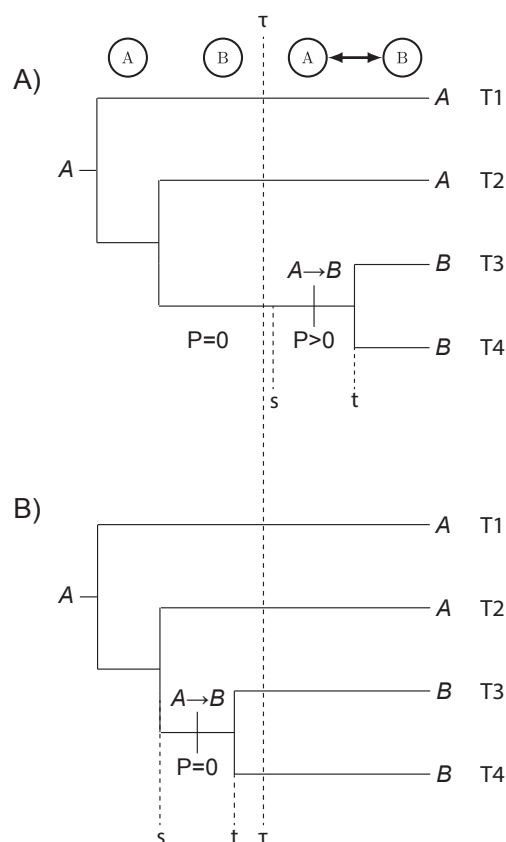 τ
A B A B
A)
A T1
A
A T2
A→B
B T3
P=0 P>0
B T4
s t
B)
A T1
A
A T2
A→B
B T3
P=0
B T4
s t τ